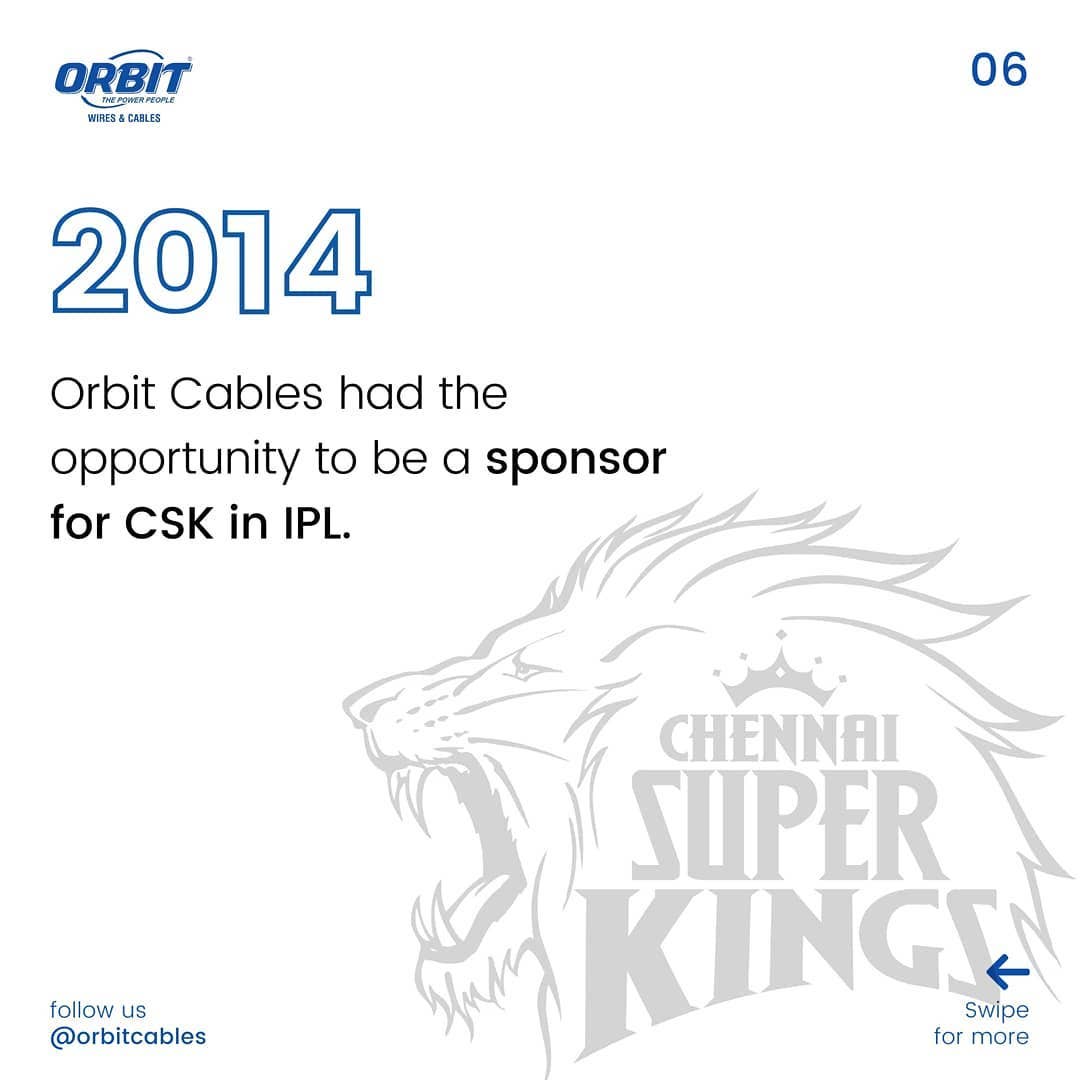 ORBIT
THE POWER PEOPLE
WIRES & CABLES
06
2014
Orbit Cables had the
opportunity to be a sponsor
for CSK in IPL.
CHENNAI
SUPER
KINGS
follow us
@orbitcables
Swipe
for more